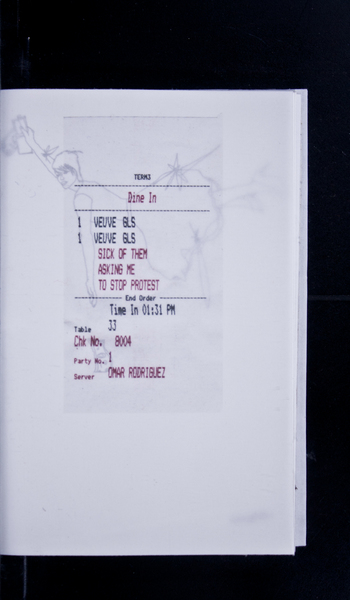 TERM3
Dine In
1 VEUVE GLS
1 VEUVE GLS
SICK OF THEM
ASKING ME
TO STOP PROTEST
End Order
Time In 01:31 PM
Table 33
Chk No. 8004
Party No. 1
Server OMAR RODRIGUEZ